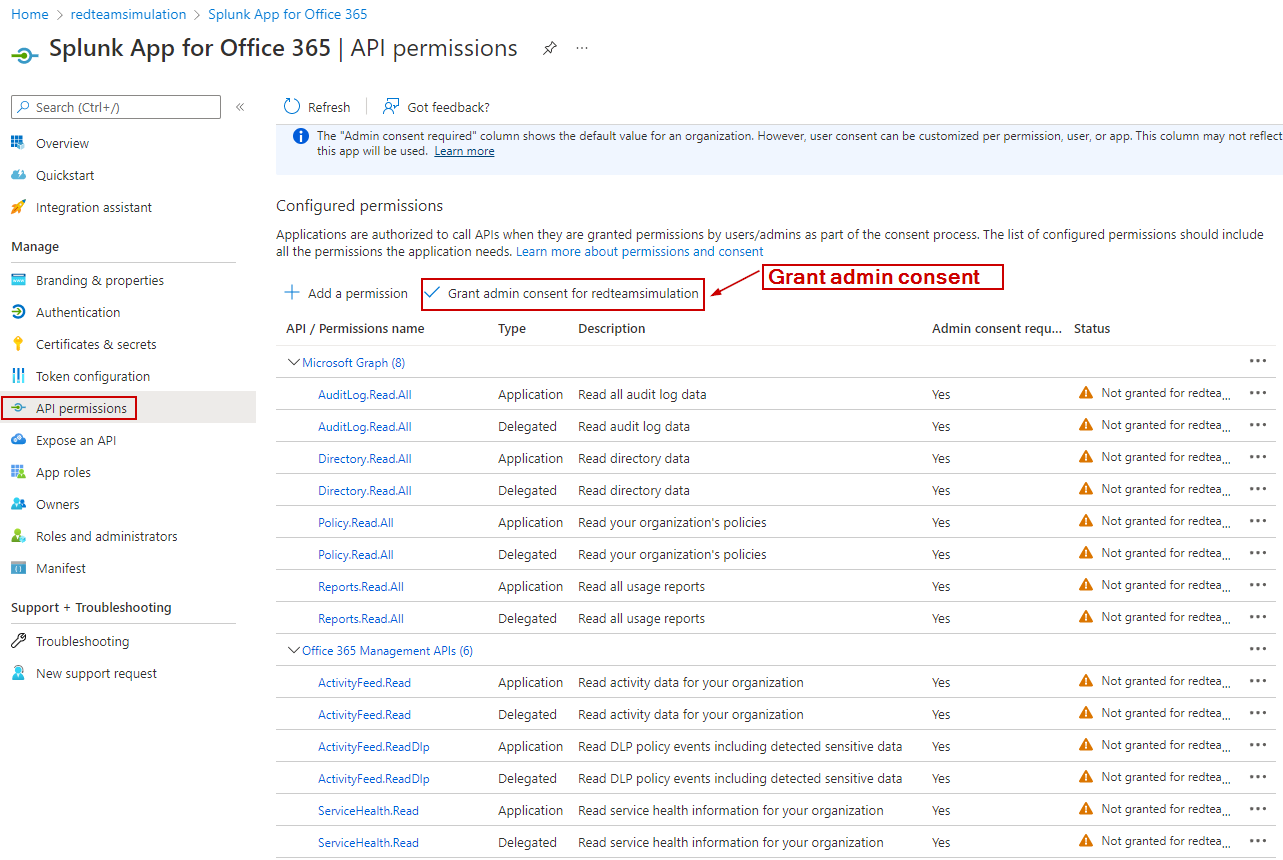 Home > redteamsimulation > Splunk App for Office 365
Splunk App for Office 365 | API permissions ...
Search (Ctrl+/) «
Overview
Quickstart
Integration assistant
Manage
Branding & properties
Authentication
Certificates & secrets
Token configuration
API permissions
Expose an API
App roles
Owners
Roles and administrators
Manifest
Support + Troubleshooting
Troubleshooting
New support request
Refresh | Got feedback?
The "Admin consent required" column shows the default value for an organization. However, user consent can be customized per permission, user, or app. This column may not reflect
this app will be used. Learn more
Configured permissions
Applications are authorized to call APIs when they are granted permissions by users/admins as part of the consent process. The list of configured permissions should include
all the permissions the application needs. Learn more about permissions and consent
Add a permission Grant admin consent for redteamsimulation Grant admin consent
API / Permissions name Type Description Admin consent requ... Status
Microsoft Graph (8)
AuditLog.Read.All Application Read all audit log data Yes Not granted for redtea...
AuditLog.Read.All Delegated Read audit log data Yes Not granted for redtea...
Directory.Read.All Application Read directory data Yes Not granted for redtea...
Directory.Read.All Delegated Read directory data Yes Not granted for redtea...
Policy.Read.All Application Read your organization's policies Yes Not granted for redtea...
Policy.Read.All Delegated Read your organization's policies Yes Not granted for redtea...
Reports.Read.All Application Read all usage reports Yes Not granted for redtea...
Reports.Read.All Delegated Read all usage reports Yes Not granted for redtea...
Office 365 Management APIs (6)
ActivityFeed.Read Application Read activity data for your organization Yes Not granted for redtea...
ActivityFeed.Read Delegated Read activity data for your organization Yes Not granted for redtea...
ActivityFeed.ReadDlp Application Read DLP policy events including detected sensitive data Yes Not granted for redtea...
ActivityFeed.ReadDlp Delegated Read DLP policy events including detected sensitive data Yes Not granted for redtea...
ServiceHealth.Read Application Read service health information for your organization Yes Not granted for redtea...
ServiceHealth.Read Delegated Read service health information for your organization Yes Not granted for redtea...